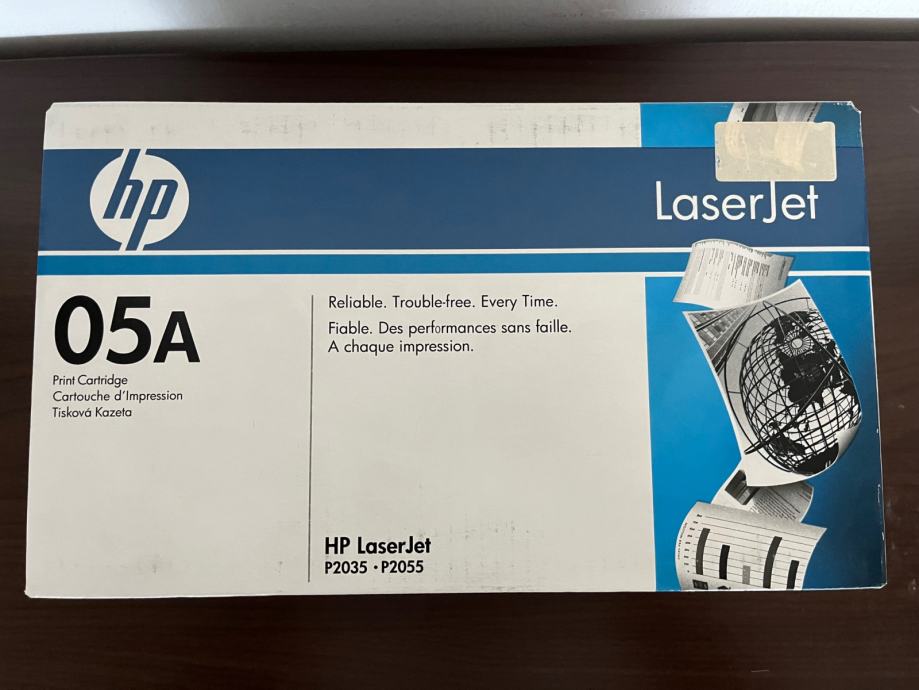 hp
LaserJet
05A
Print Cartridge
Cartouche d'Impression
Tisková Kazeta
Reliable. Trouble-free. Every Time.
Fiable. Des performances sans faille.
A chaque impression.
HP LaserJet
P2035 • P2055